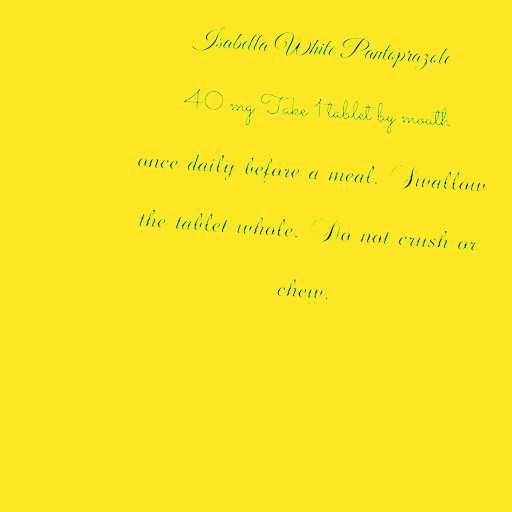 Isabella White Pantoprazole
40 mg Take 1 tablet by mouth
once daily before a meal. Swallow
the tablet whole. Do not crush or
chew.